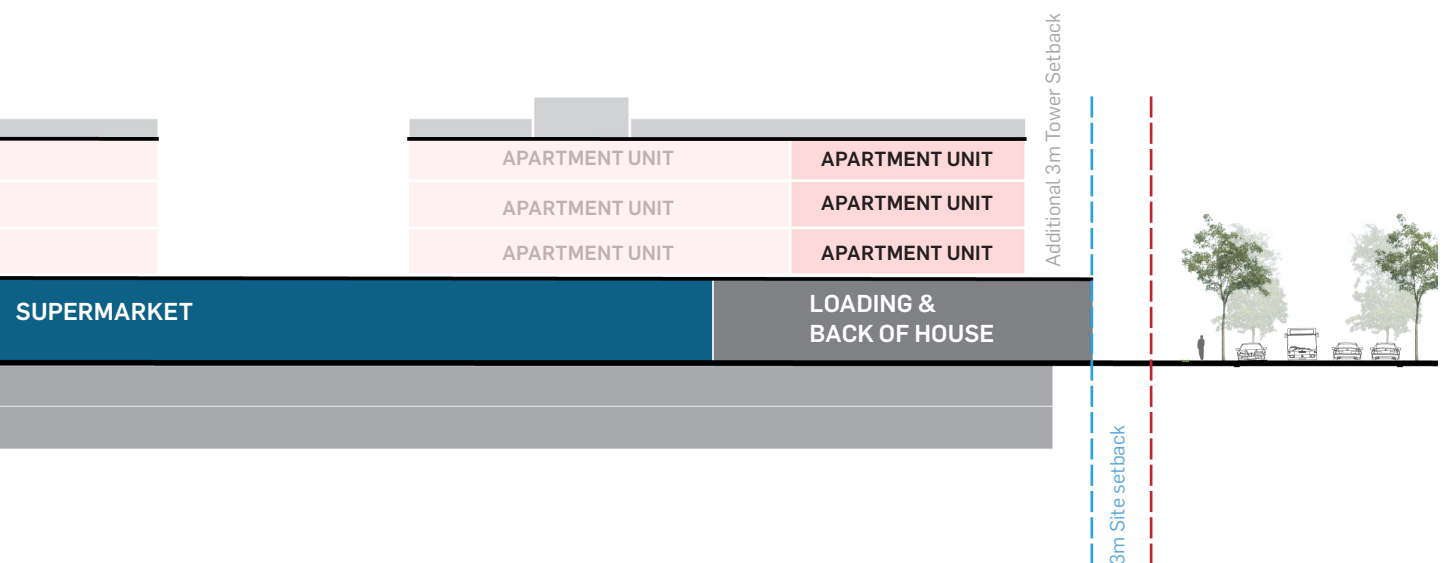 Additional 3m Tower Setback
APARTMENT UNIT
APARTMENT UNIT
APARTMENT UNIT
APARTMENT UNIT
APARTMENT UNIT
APARTMENT UNIT
SUPERMARKET
LOADING &
BACK OF HOUSE
3m Site setback